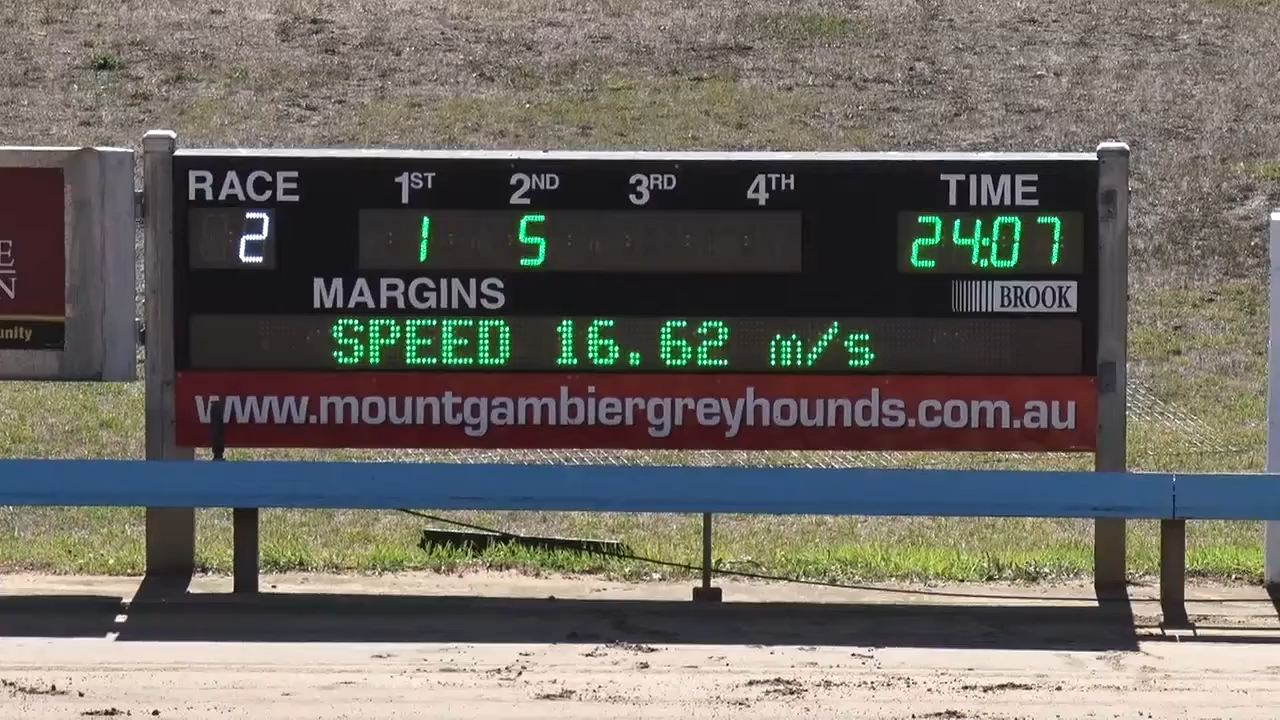 RACE 1ST 2ND 3RD 4TH TIME
2 1 5 24:07
MARGINS BROOK
SPEED 16.62 m/s
www.mountgambiergreyhounds.com.au
E
N
unity